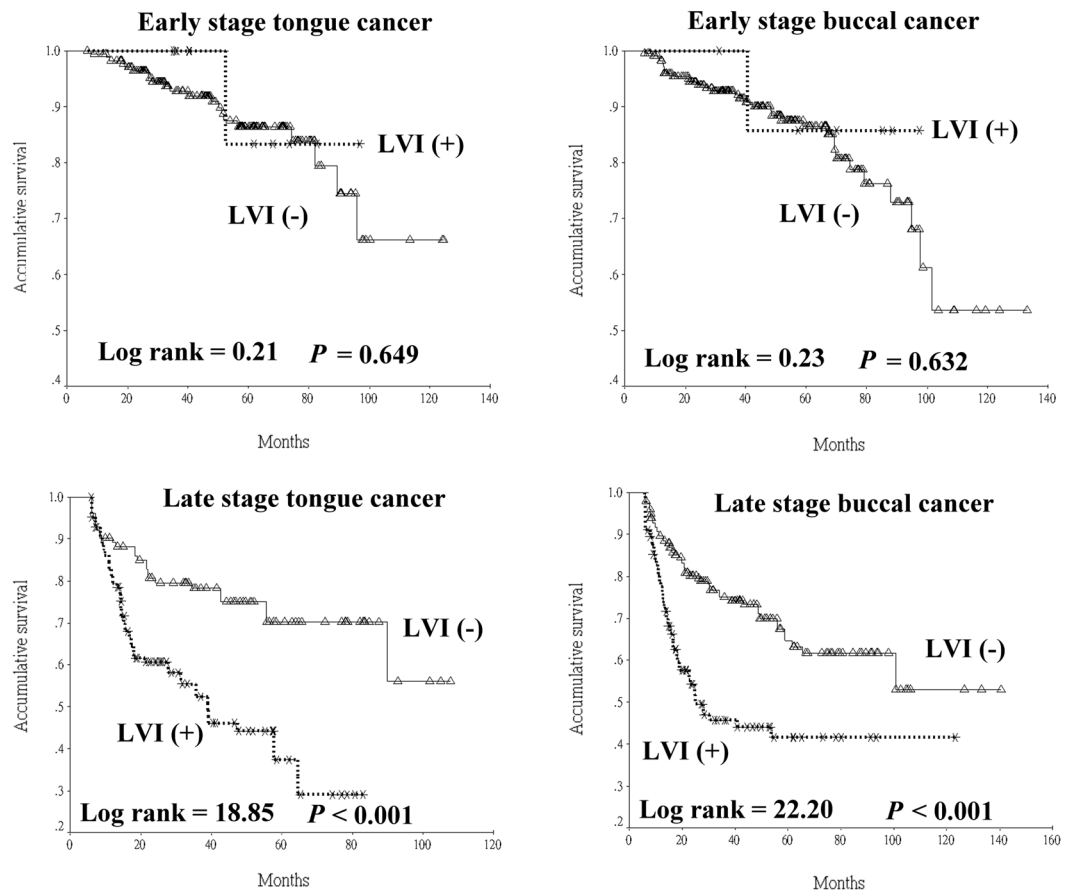 Early stage tongue cancer
1.0
.9
.8
.7
.6
.5
.4
Accumulative survival
LVI (+)
LVI (-)
Log rank = 0.21 P = 0.649
0 20 40 60 80 100 120 140
Months
Early stage buccal cancer
1.0
.9
.8
.7
.6
.5
.4
Accumulative survival
LVI (+)
LVI (-)
Log rank = 0.23 P = 0.632
0 20 40 60 80 100 120 140
Months
Late stage tongue cancer
1.0
.9
.8
.7
.6
.5
.4
.3
.2
Accumulative survival
LVI (-)
LVI (+)
Log rank = 18.85 P < 0.001
0 20 40 60 80 100 120
Months
Late stage buccal cancer
1.0
.9
.8
.7
.6
.5
.4
.3
.2
Accumulative survival
LVI (-)
LVI (+)
Log rank = 22.20 P < 0.001
0 20 40 60 80 100 120 140 160
Months